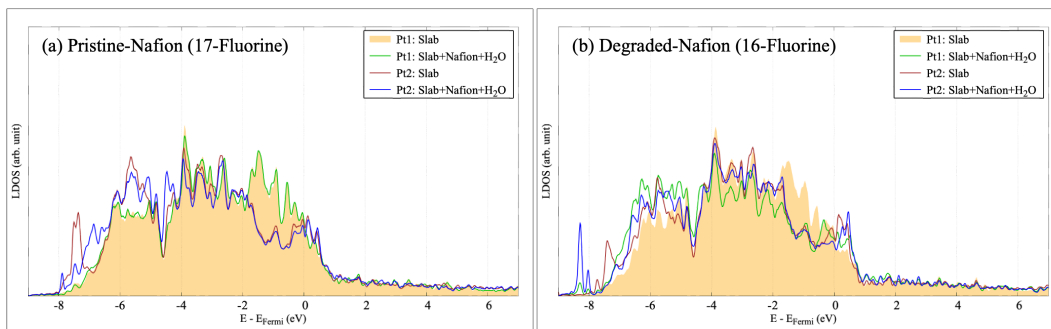 (a) Pristine-Nafion (17-Fluorine)
Pt1: Slab
Pt1: Slab+Nafion+H2O
Pt2: Slab
Pt2: Slab+Nafion+H2O
LDOS (arb. unit)
-8 -6 -4 -2 0 2 4 6
E - EFermi (eV)
(b) Degraded-Nafion (16-Fluorine)
Pt1: Slab
Pt1: Slab+Nafion+H2O
Pt2: Slab
Pt2: Slab+Nafion+H2O
LDOS (arb. unit)
-8 -6 -4 -2 0 2 4 6
E - EFermi (eV)